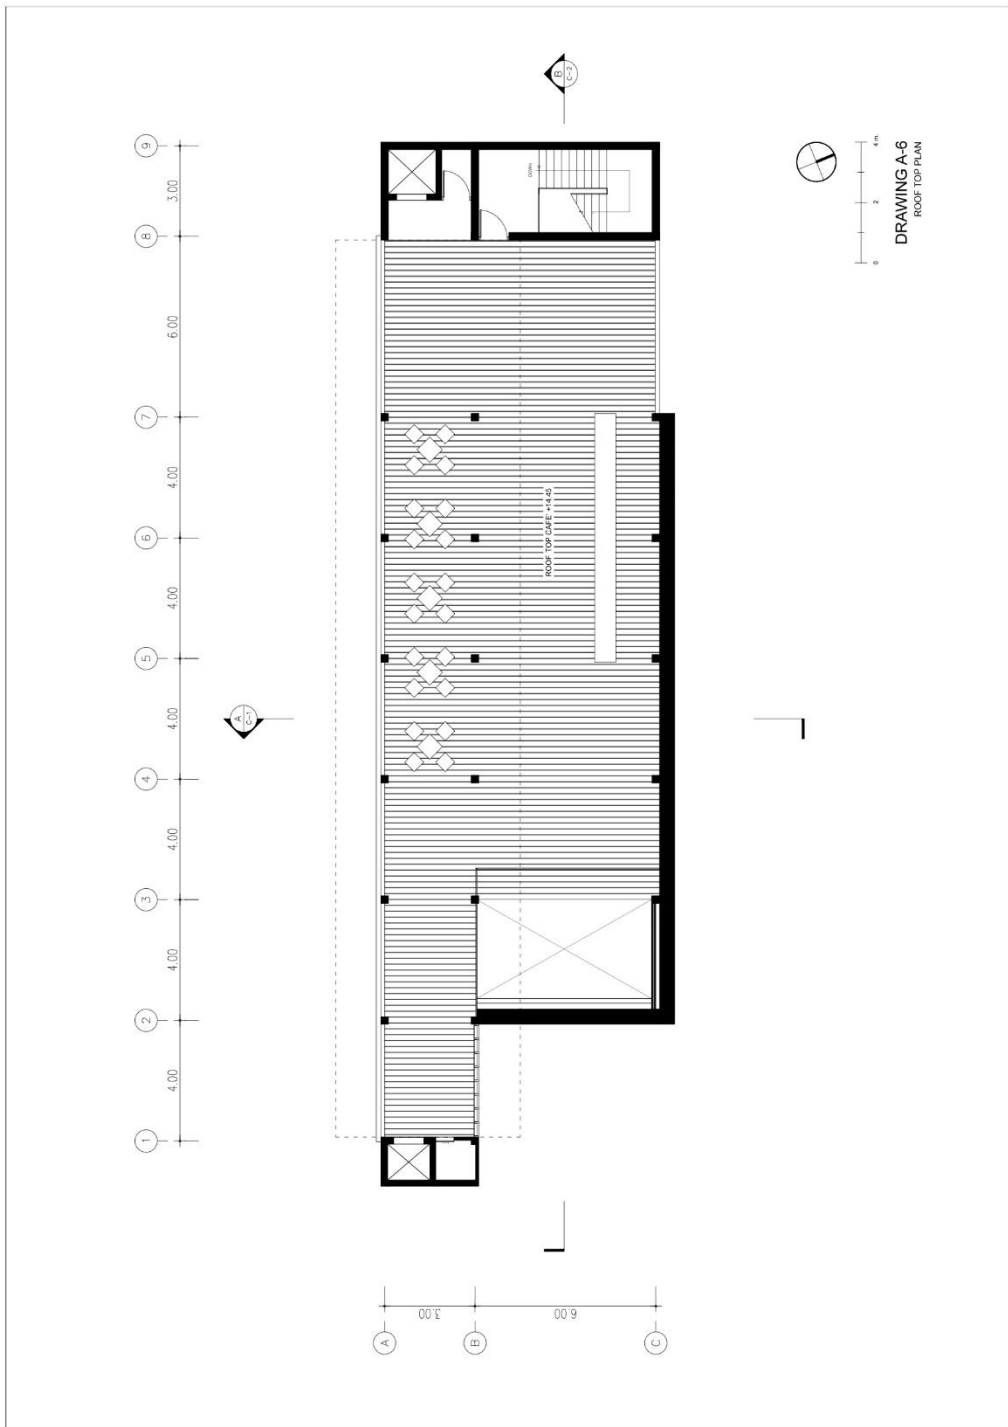 B
C-2
9
8
7
6
5
4
3
2
1
3.00
6.00
4.00
4.00
4.00
4.00
4.00
4.00
DOWN
ROOF TOP CAFE' +14.45
A
C-1
A
B
C
3.00
6.00
0
2
4 m.
DRAWING A-6
ROOF TOP PLAN